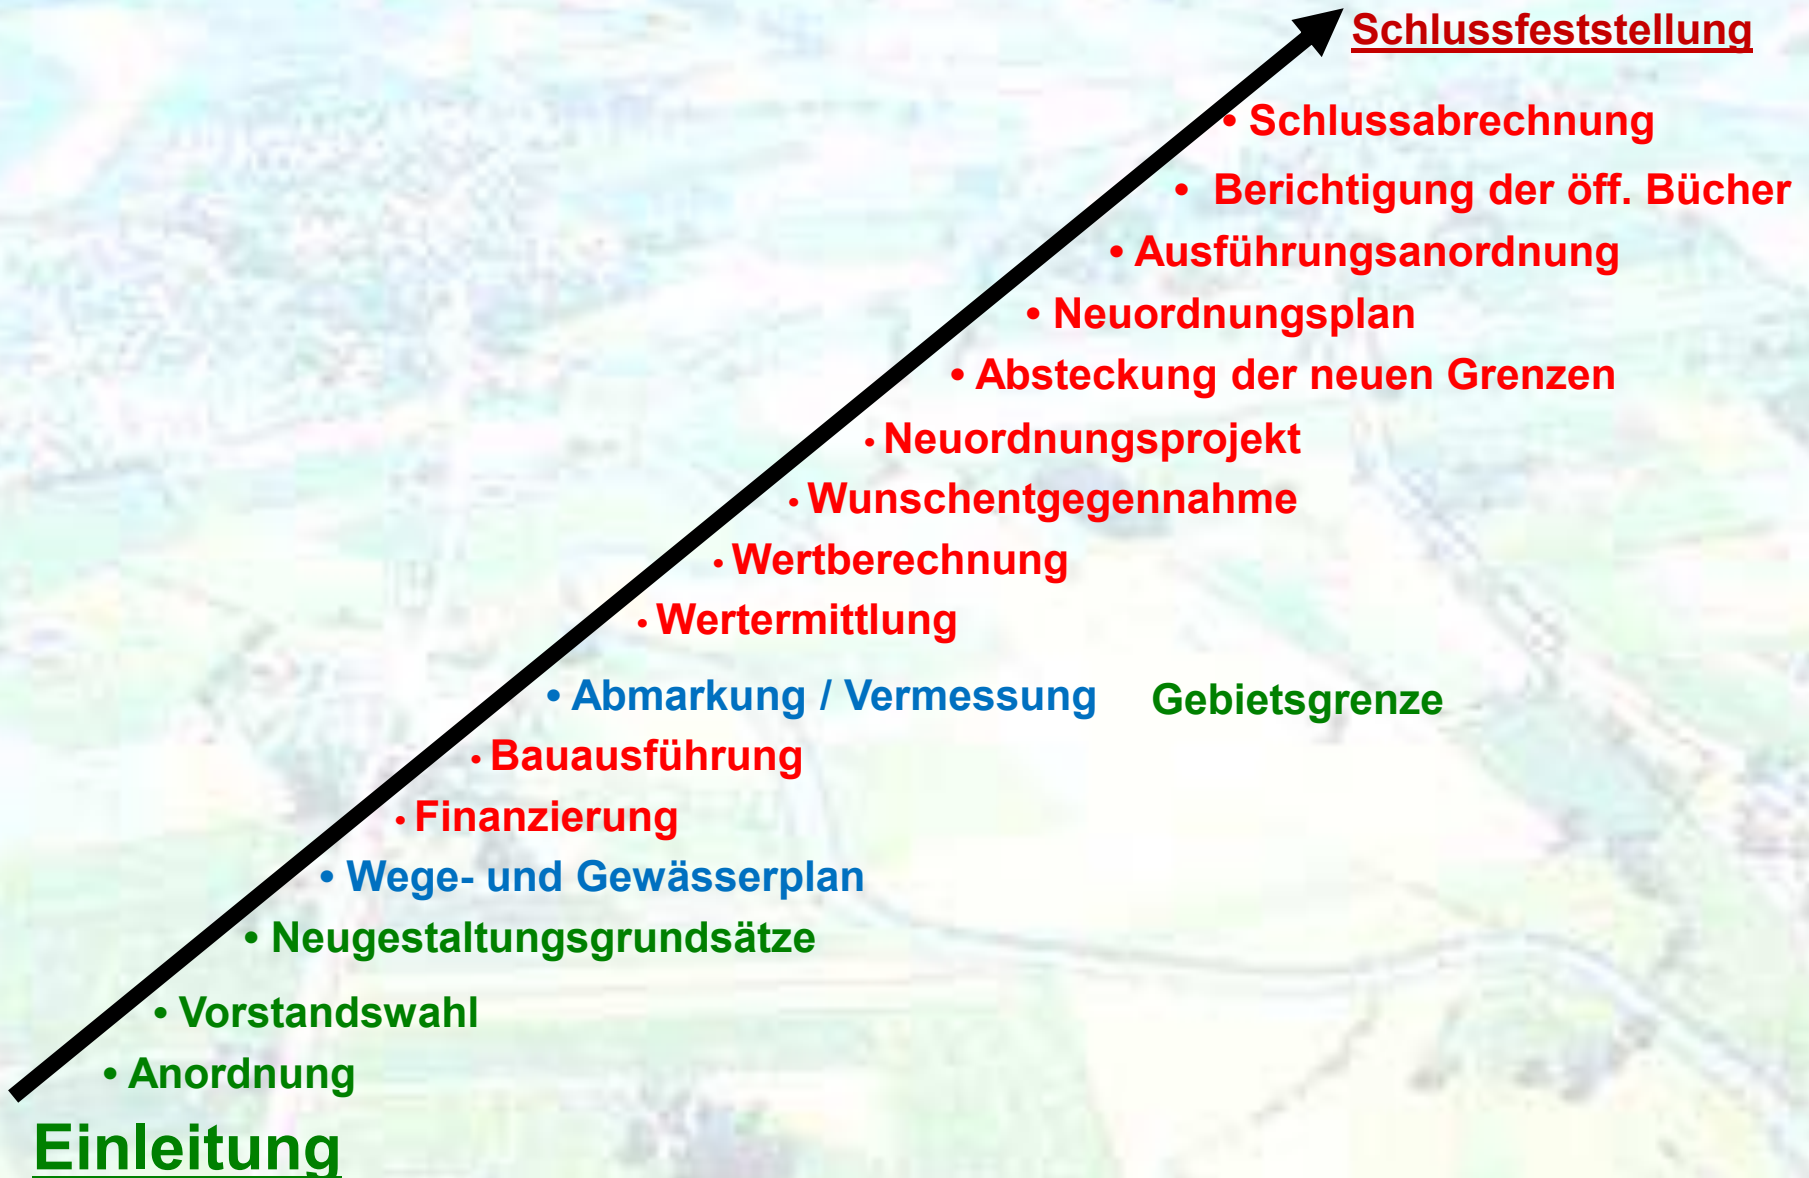 Schlussfeststellung
• Schlussabrechnung
• Berichtigung der öff. Bücher
• Ausführungsanordnung
• Neuordnungsplan
• Absteckung der neuen Grenzen
• Neuordnungsprojekt
• Wunschentgegennahme
• Wertberechnung
• Wertermittlung
• Abmarkung / Vermessung Gebietsgrenze
• Bauausführung
• Finanzierung
• Wege- und Gewässerplan
• Neugestaltungsgrundsätze
• Vorstandswahl
• Anordnung
Einleitung